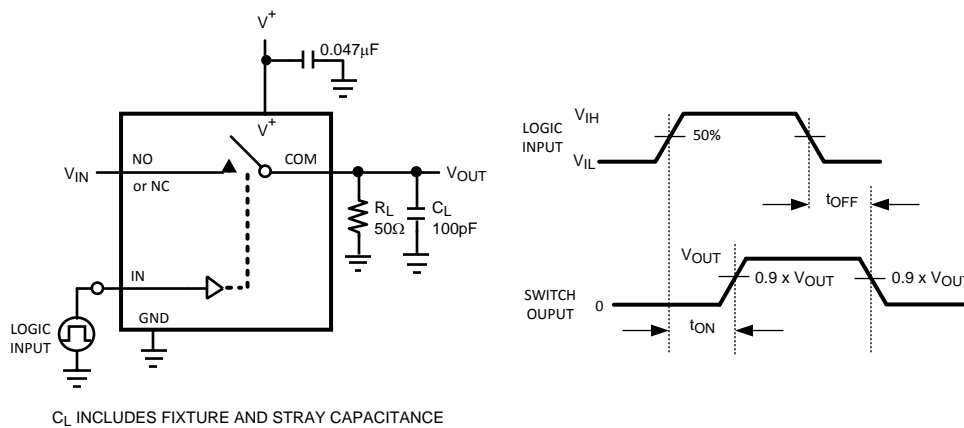 V+
0.047μF
V+
VIN
NO
or NC
COM
VOUT
RL
50Ω
CL
100pF
IN
LOGIC
INPUT
GND
CL INCLUDES FIXTURE AND STRAY CAPACITANCE
LOGIC
INPUT
VIH
VIL
50%
tOFF
VOUT
0.9 x VOUT
0.9 x VOUT
SWITCH
OUPUT
0
tON